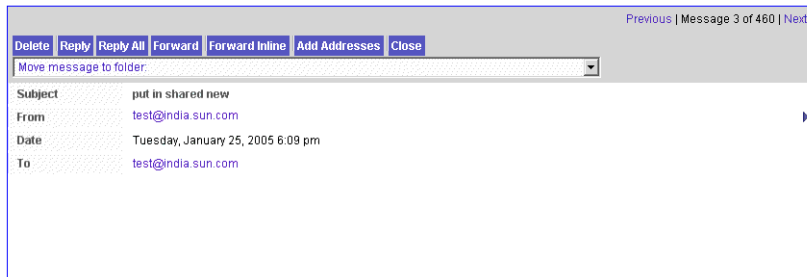 Previous | Message 3 of 460 | Next
Delete Reply Reply All Forward Forward Inline Add Addresses Close
Move message to folder:
Subject put in shared new
From test@india.sun.com
Date Tuesday, January 25, 2005 6:09 pm
To test@india.sun.com